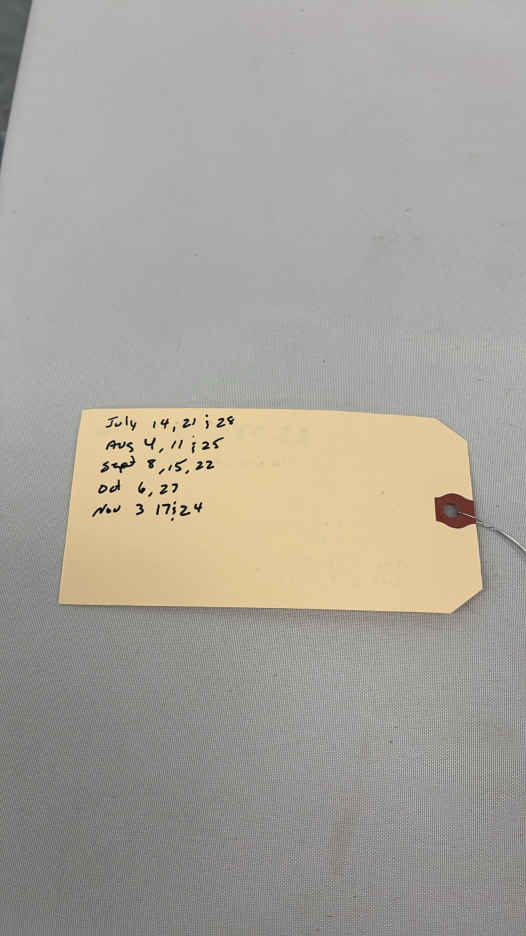 July 14, 21 ; 28
Aug 4, 11 ; 25
Sept 8, 15, 22
Oct 6, 27
Nov 3 17; 24